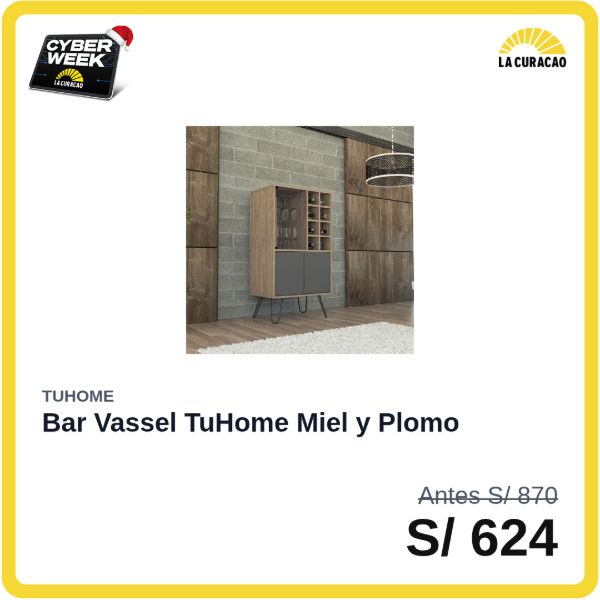 CYBER
WEEK
LA CURACAO
LA CURACAO
TUHOME
Bar Vassel TuHome Miel y Plomo
Antes S/ 870
S/ 624